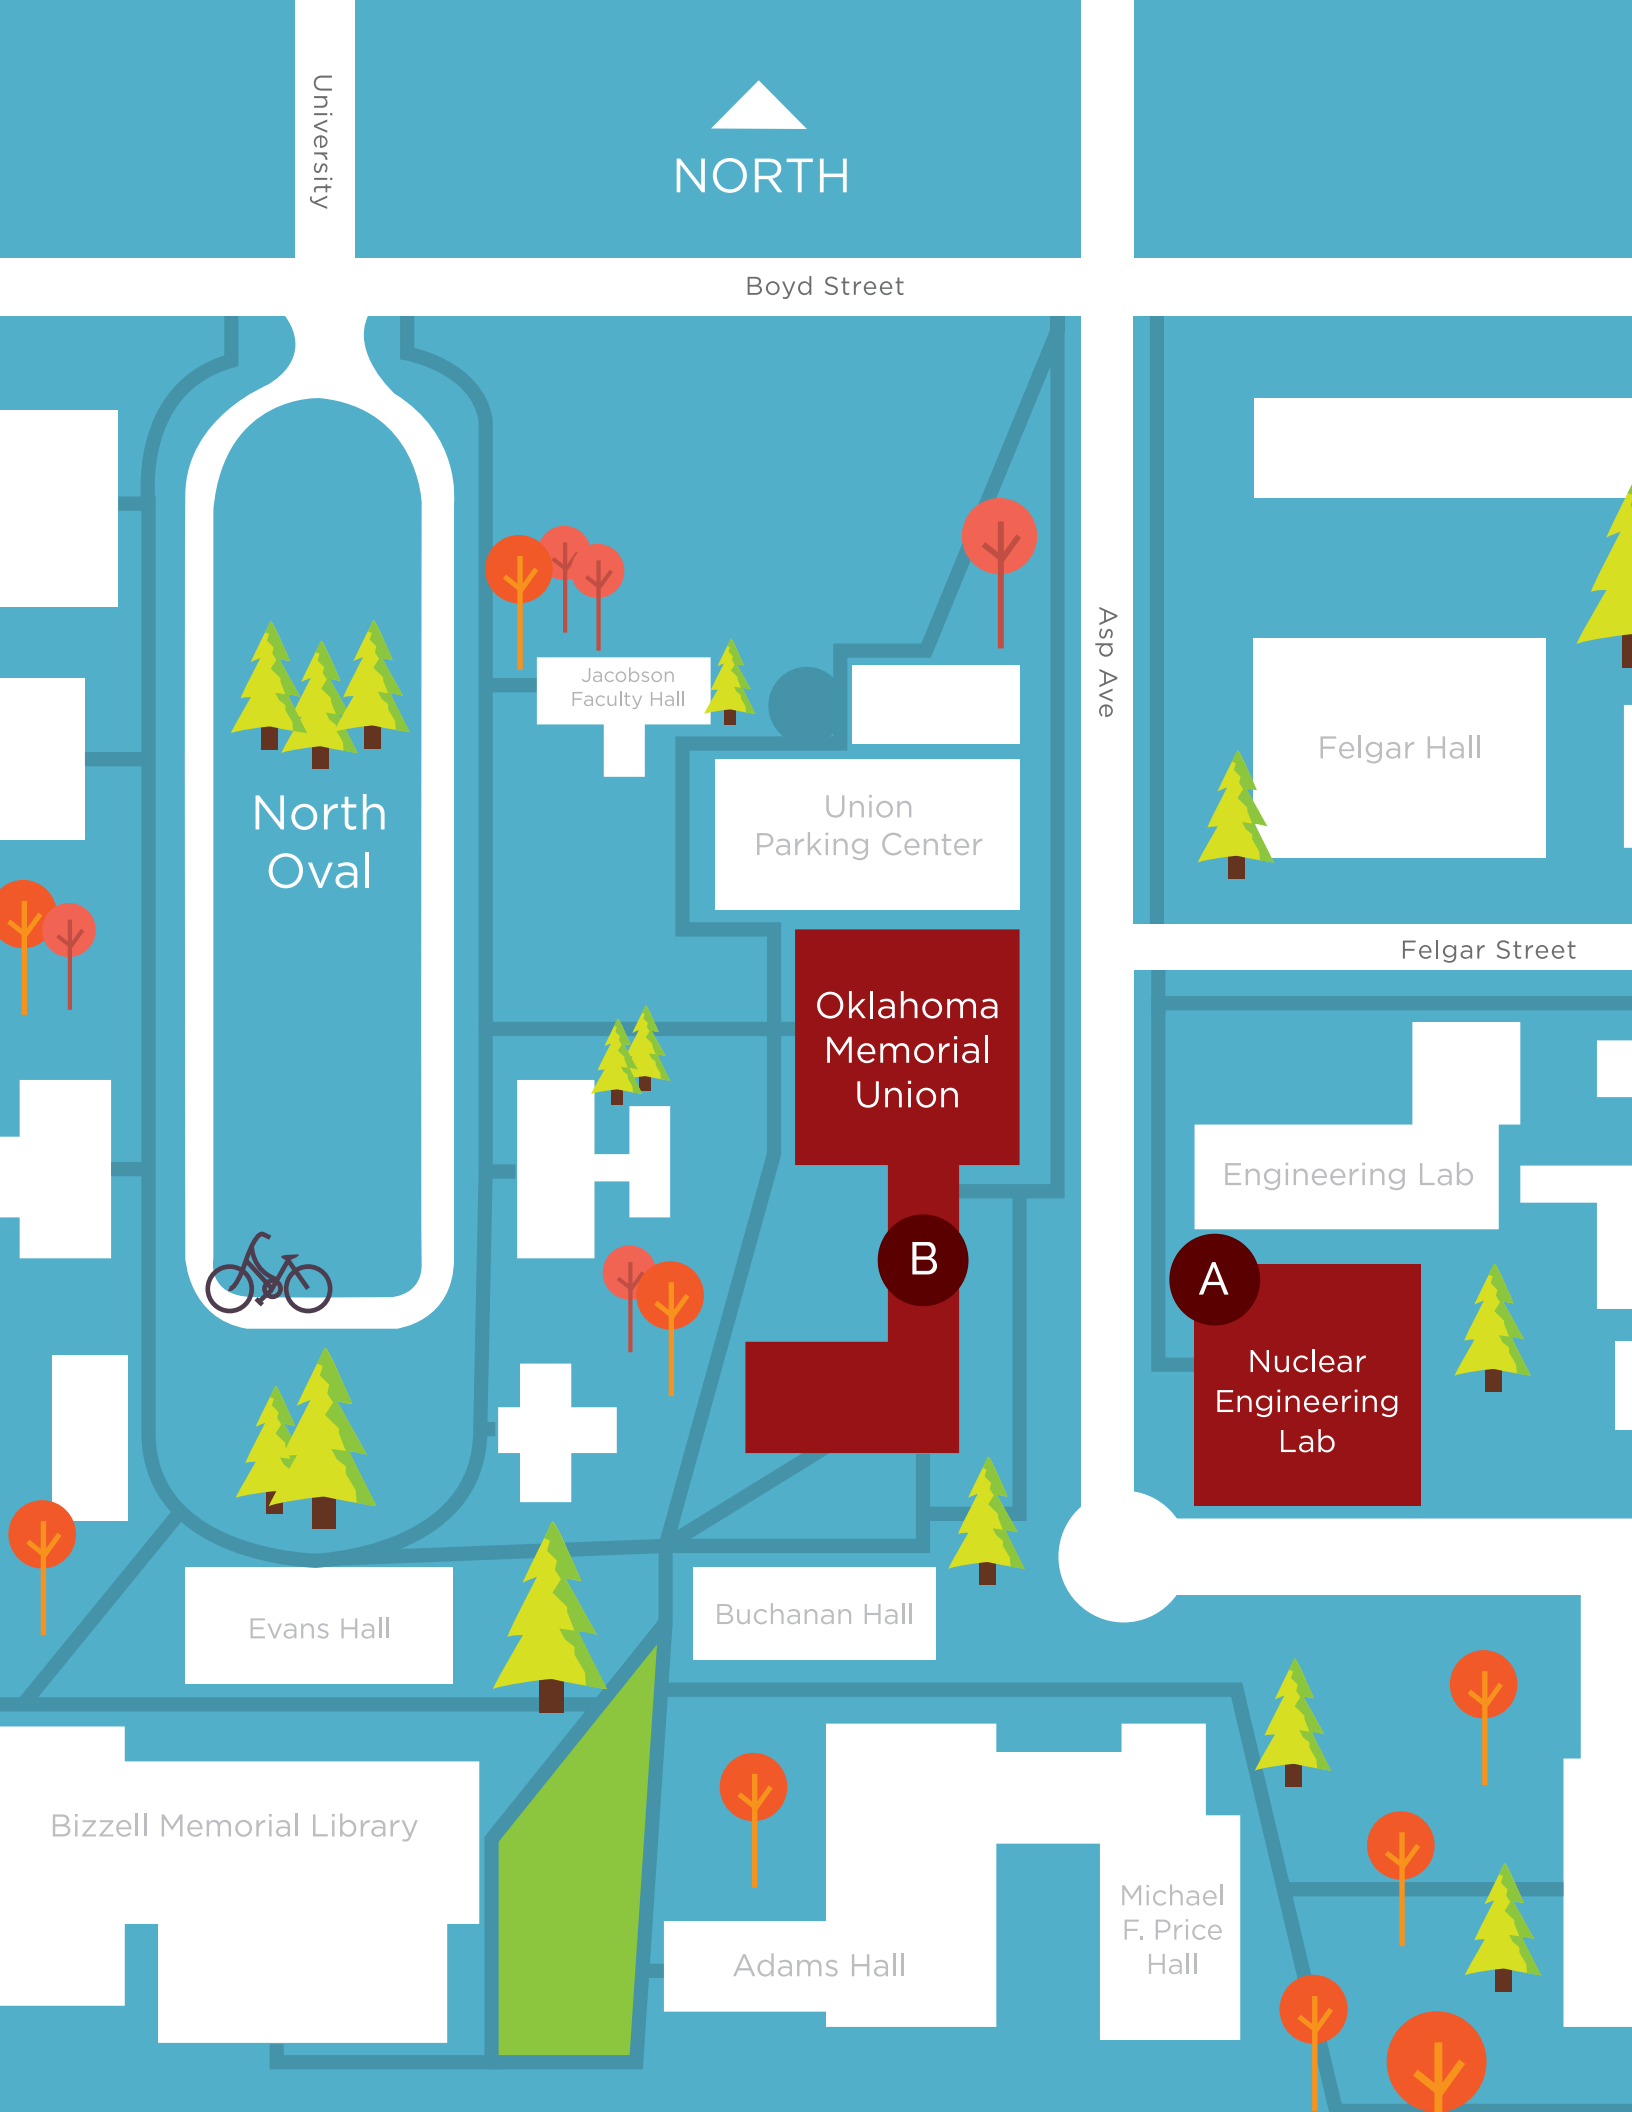 University
NORTH
Boyd Street
Asp Ave
Jacobson
Faculty Hall
Felgar Hall
North
Oval
Union
Parking Center
Felgar Street
Oklahoma
Memorial
Union
Engineering Lab
B
A
Nuclear
Engineering
Lab
Evans Hall
Buchanan Hall
Bizzell Memorial Library
Michael
F. Price
Hall
Adams Hall